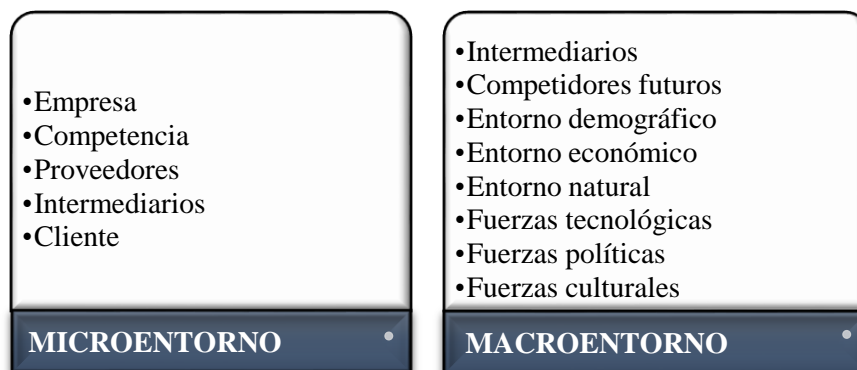 •Empresa
•Competencia
•Proveedores
•Intermediarios
•Cliente
MICROENTORNO
•Intermediarios
•Competidores futuros
•Entorno demográfico
•Entorno económico
•Entorno natural
•Fuerzas tecnológicas
•Fuerzas políticas
•Fuerzas culturales
MACROENTORNO